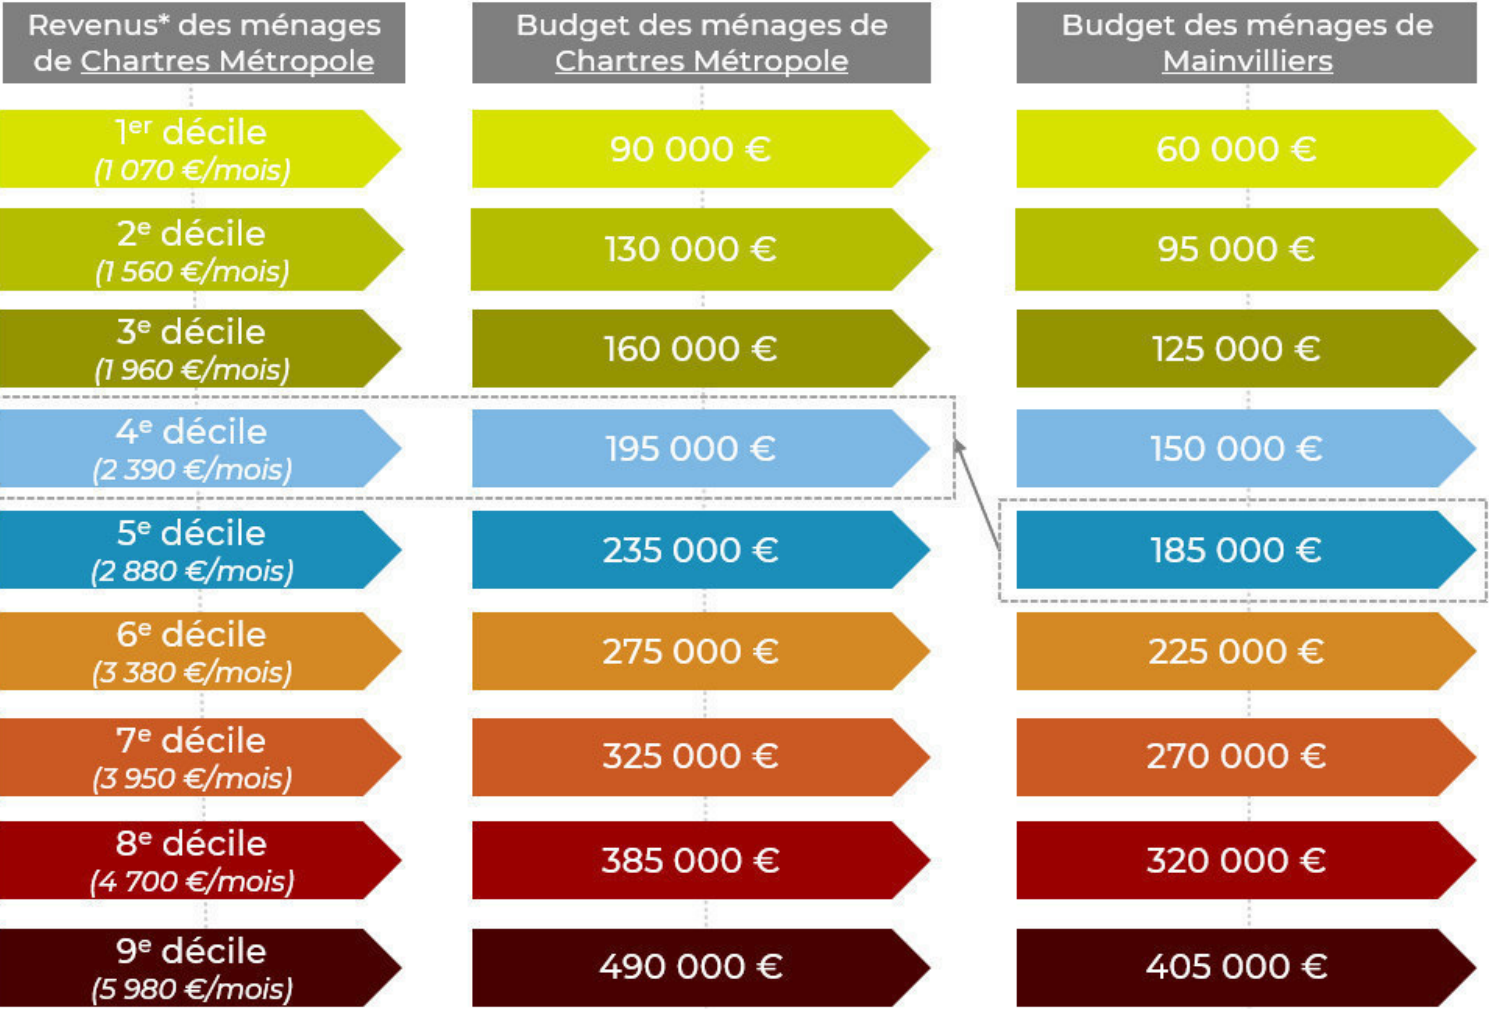 Revenus* des ménages
de Chartres Métropole
Budget des ménages de
Chartres Métropole
Budget des ménages de
Mainvilliers
1er décile
(1 070 €/mois)
90 000 €
60 000 €
2e décile
(1 560 €/mois)
130 000 €
95 000 €
3e décile
(1 960 €/mois)
160 000 €
125 000 €
4e décile
(2 390 €/mois)
195 000 €
150 000 €
5e décile
(2 880 €/mois)
235 000 €
185 000 €
6e décile
(3 380 €/mois)
275 000 €
225 000 €
7e décile
(3 950 €/mois)
325 000 €
270 000 €
8e décile
(4 700 €/mois)
385 000 €
320 000 €
9e décile
(5 980 €/mois)
490 000 €
405 000 €